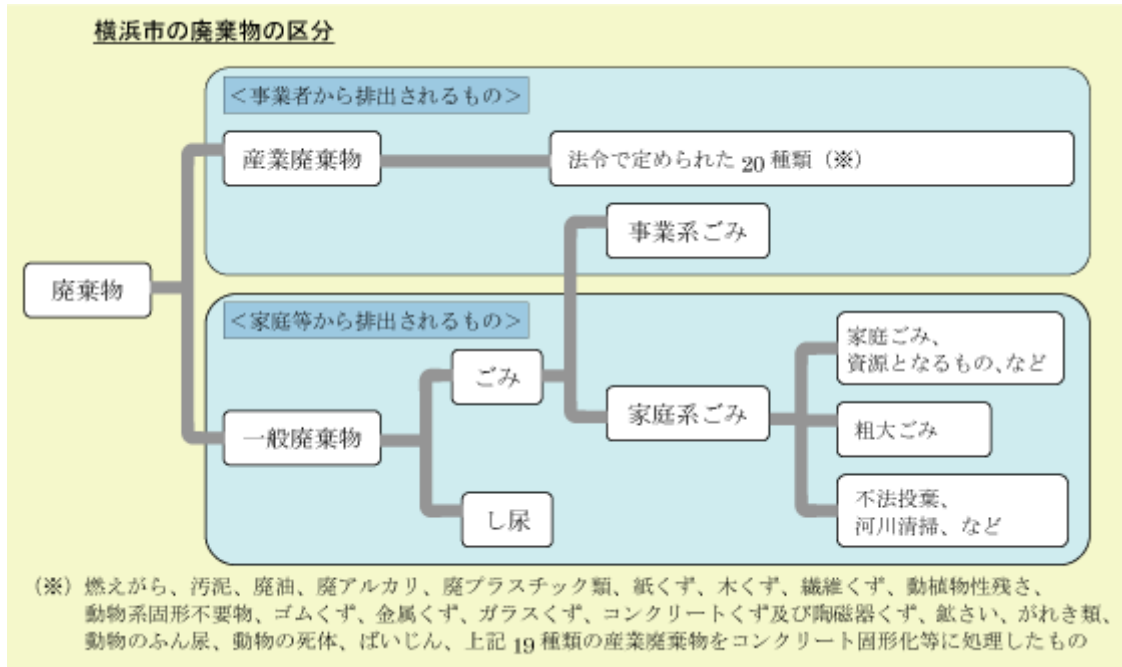 横浜市の廃棄物の区分
＜事業者から排出されるもの＞
産業廃棄物
法令で定められた 20 種類（※）
事業系ごみ
廃棄物
＜家庭等から排出されるもの＞
ごみ
一般廃棄物
し尿
家庭系ごみ
家庭ごみ、
資源となるもの、など
粗大ごみ
不法投棄、
河川清掃、など
（※）燃えがら、汚泥、廃油、廃アルカリ、廃プラスチック類、紙くず、木くず、繊維くず、動植物性残さ、
動物系固形不要物、ゴムくず、金属くず、ガラスくず、コンクリートくず及び陶磁器くず、鉱さい、がれき類、
動物のふん尿、動物の死体、ばいじん、上記 19 種類の産業廃棄物をコンクリート固形化等に処理したもの